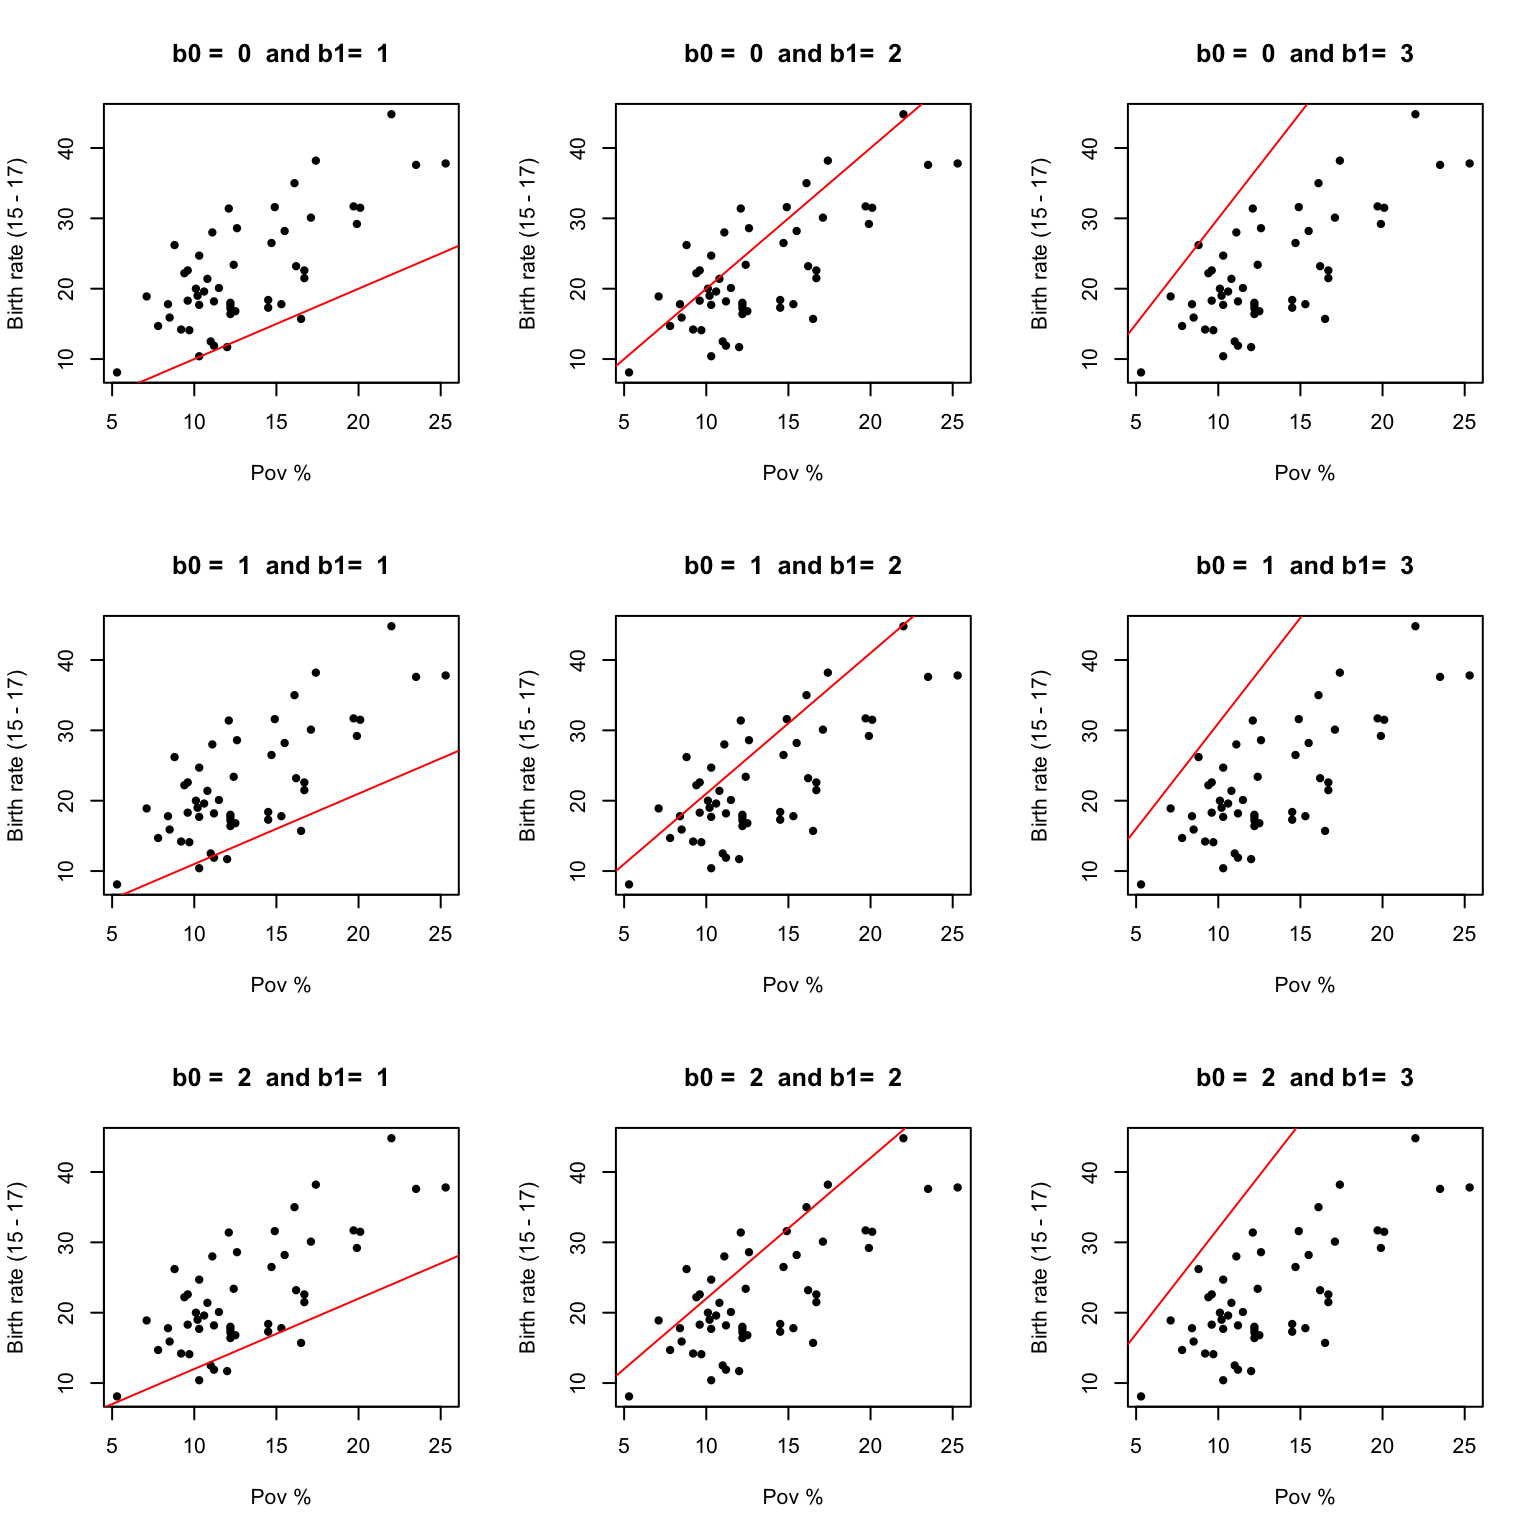 b0 = 0 and b1= 1
b0 = 0 and b1= 2
b0 = 0 and b1= 3
Birth rate (15 - 17)
10 20 30 40
5 10 15 20 25
Pov %
Birth rate (15 - 17)
10 20 30 40
5 10 15 20 25
Pov %
Birth rate (15 - 17)
10 20 30 40
5 10 15 20 25
Pov %
b0 = 1 and b1= 1
b0 = 1 and b1= 2
b0 = 1 and b1= 3
Birth rate (15 - 17)
10 20 30 40
5 10 15 20 25
Pov %
Birth rate (15 - 17)
10 20 30 40
5 10 15 20 25
Pov %
Birth rate (15 - 17)
10 20 30 40
5 10 15 20 25
Pov %
b0 = 2 and b1= 1
b0 = 2 and b1= 2
b0 = 2 and b1= 3
Birth rate (15 - 17)
10 20 30 40
5 10 15 20 25
Pov %
Birth rate (15 - 17)
10 20 30 40
5 10 15 20 25
Pov %
Birth rate (15 - 17)
10 20 30 40
5 10 15 20 25
Pov %